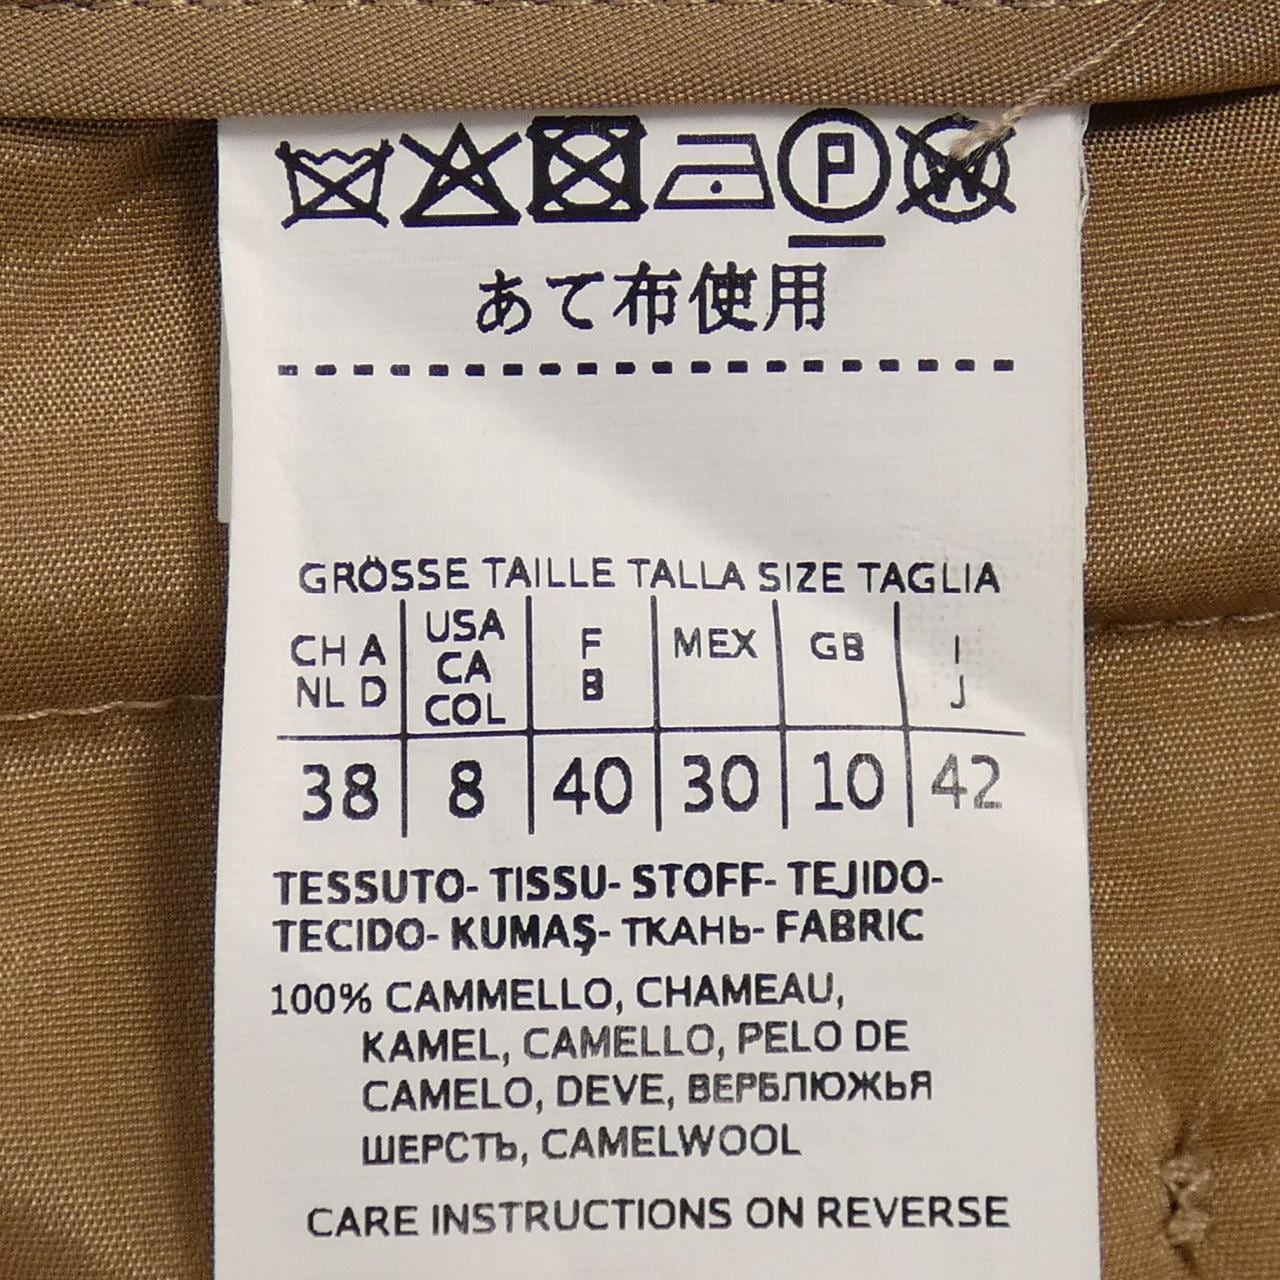 P W
あて布使用
GRÖSSE TAILLE TALLA SIZE TAGLIA
CH A NL D USA CA COL F B MEX GB I J
38 8 40 30 10 42
TESSUTO- TISSU- STOFF- TEJIDO-
TECIDO- KUMAŞ- ТКАНЬ- FABRIC
100% CAMMELLO, CHAMEAU,
KAMEL, CAMELLO, PELO DE
CAMELO, DEVE, ВЕРБЛЮЖЬЯ
ШЕРСТЬ, CAMELWOOL
CARE INSTRUCTIONS ON REVERSE